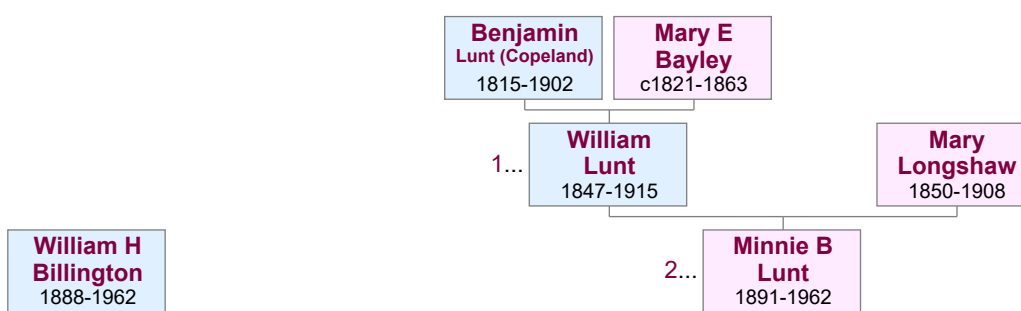 Benjamin
Lunt (Copeland)
1815-1902
Mary E
Bayley
c1821-1863
1...
William
Lunt
1847-1915
Mary
Longshaw
1850-1908
William H
Billington
1888-1962
2...
Minnie B
Lunt
1891-1962